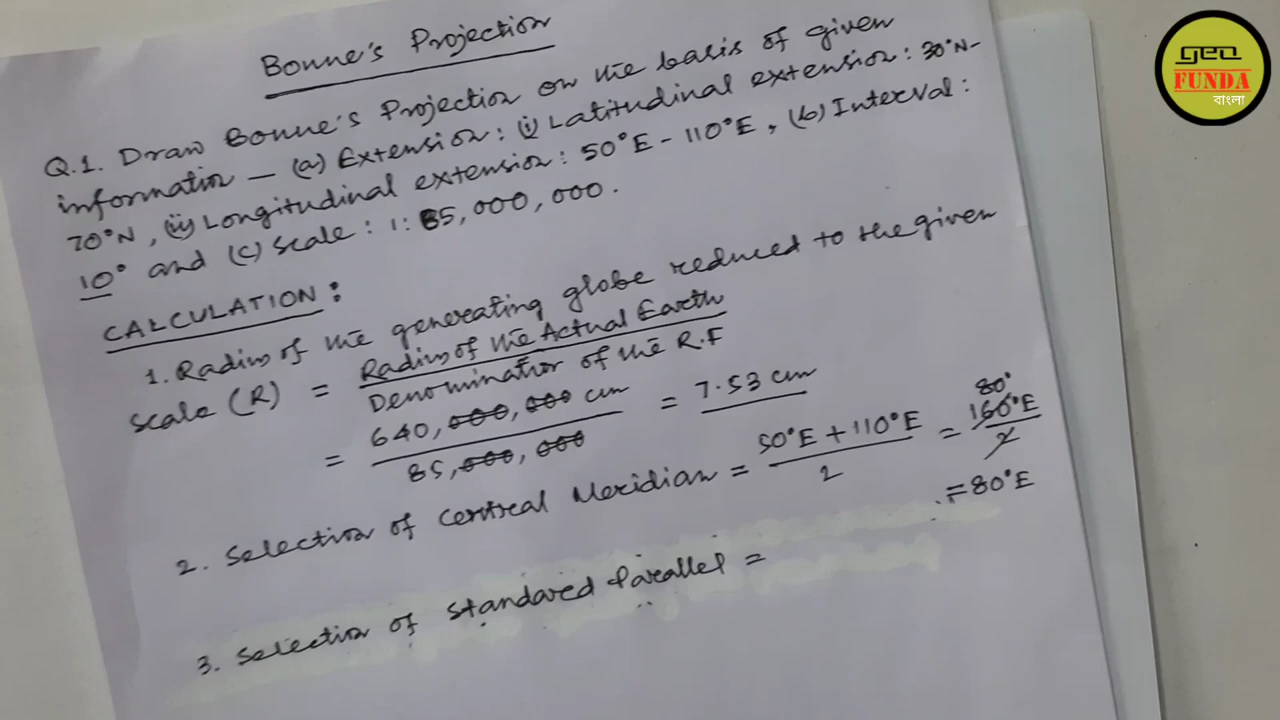 Bonne's Projection
Q.1. Draw Bonne's Projection on the basis of given
information — (a) Extension: (i) Latitudinal extension: 30°N-
70°N, (ii) Longitudinal extension: 50°E - 110°E, (b) Interval:
10° and (c) Scale: 1: 85,000,000.
CALCULATION:
1. Radius of the generating globe reduced to the given
scale (R) = Radius of the Actual Earth
Denominator of the R.F
= 640,000,000 cm = 7.53 cm
85,000,000
2. Selection of Central Meridian = 50°E + 110°E = 160°E 80°
2 2
= 80°E
3. Selection of Standard Parallel =
GEO
FUNDA
বাংলা